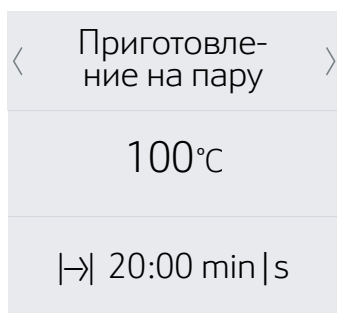 Приготовле-
ние на пару
100°C
|→| 20:00 min|s